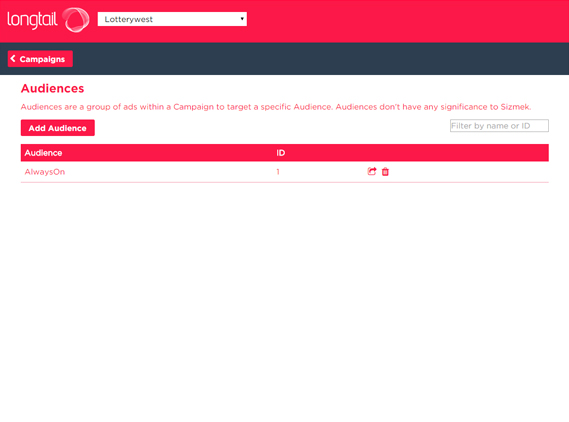 longtail
Lotterywest
Campaigns
Audiences
Audiences are a group of ads within a Campaign to target a specific Audience. Audiences don't have any significance to Sizmek.
Add Audience
Filter by name or ID
Audience ID
AlwaysOn 1